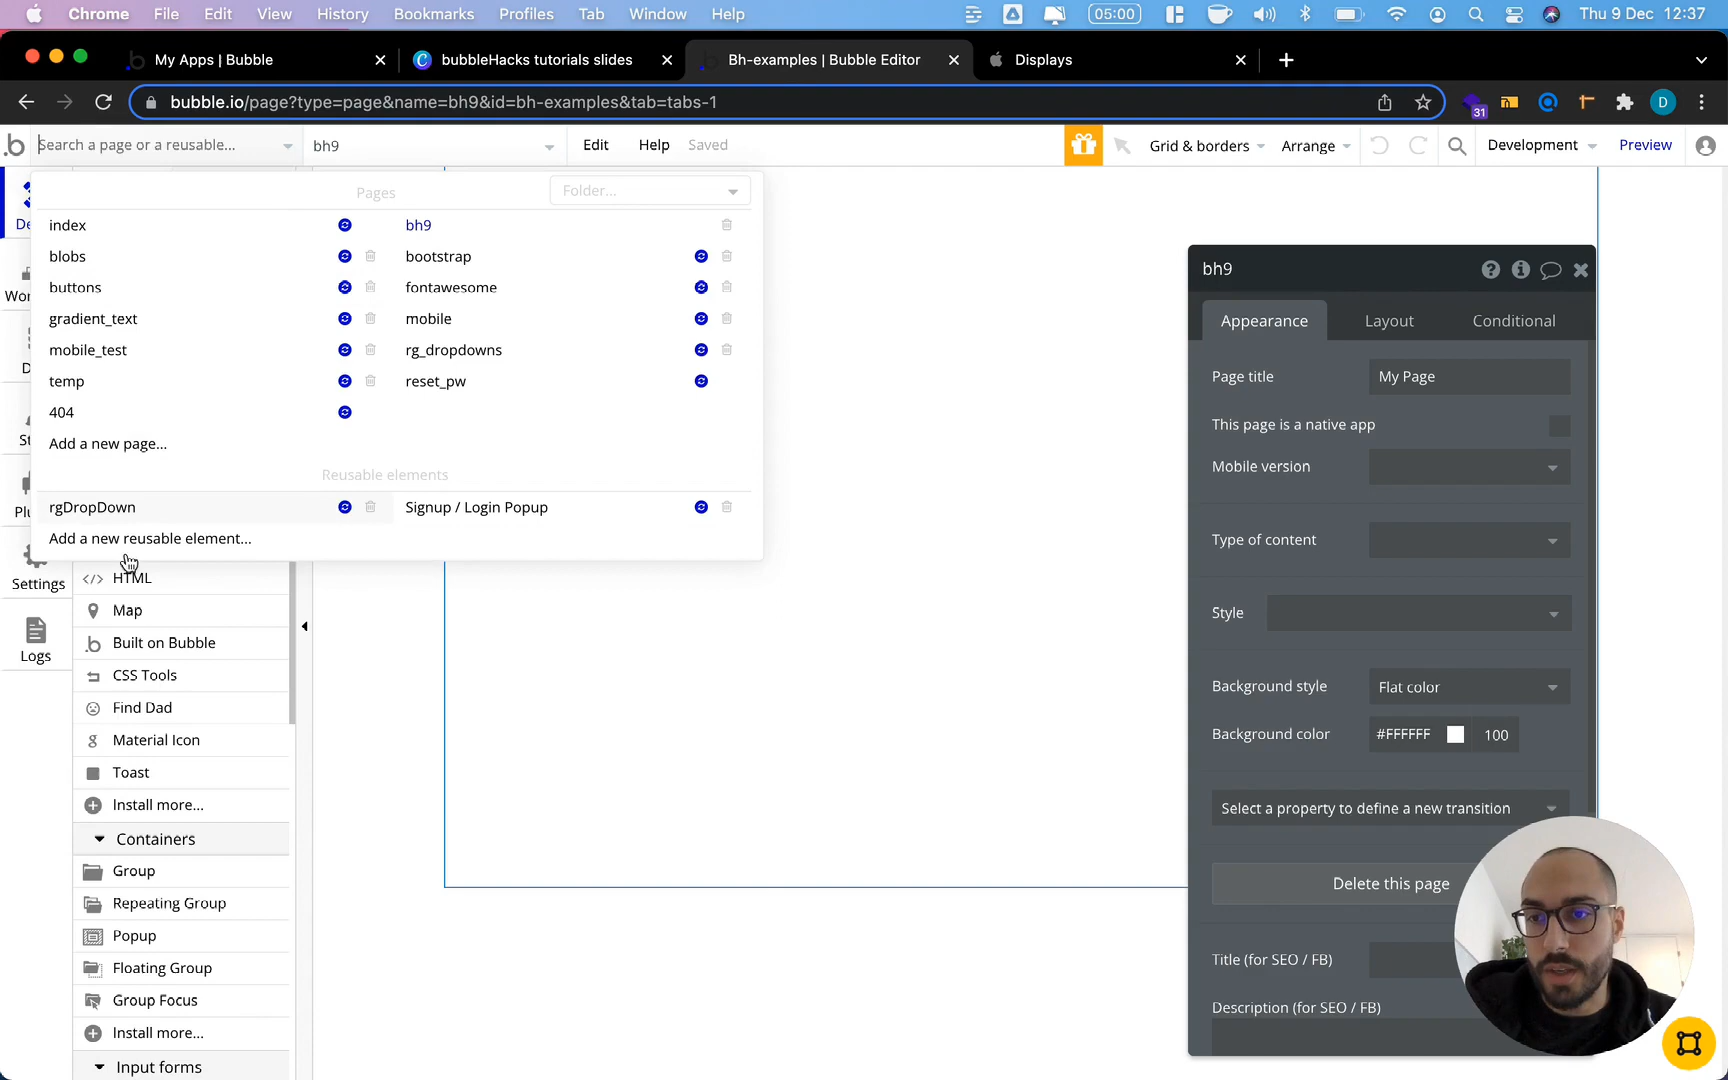 Chrome File Edit View History Bookmarks Profiles Tab Window Help 05:00 Thu 9 Dec 12:37
My Apps | Bubble bubbleHacks tutorials slides Bh-examples | Bubble Editor Displays
bubble.io/page?type=page&name=bh9&id=bh-examples&tab=tabs-1 31 D
Search a page or a reusable... bh9 Edit Help Saved Grid & borders Arrange Development Preview
Pages Folder...
index bh9
blobs bootstrap
buttons fontawesome
gradient_text mobile
mobile_test rg_dropdowns
temp reset_pw
404
Add a new page...
Reusable elements
rgDropDown Signup / Login Popup
Add a new reusable element...
De
Wor
D
St
Plu
Settings
Logs
HTML
Map
Built on Bubble
CSS Tools
Find Dad
Material Icon
Toast
Install more...
Containers
Group
Repeating Group
Popup
Floating Group
Group Focus
Install more...
Input forms
bh9
Appearance Layout Conditional
Page title My Page
This page is a native app
Mobile version
Type of content
Style
Background style Flat color
Background color #FFFFFF 100
Select a property to define a new transition
Delete this page
Title (for SEO / FB)
Description (for SEO / FB)